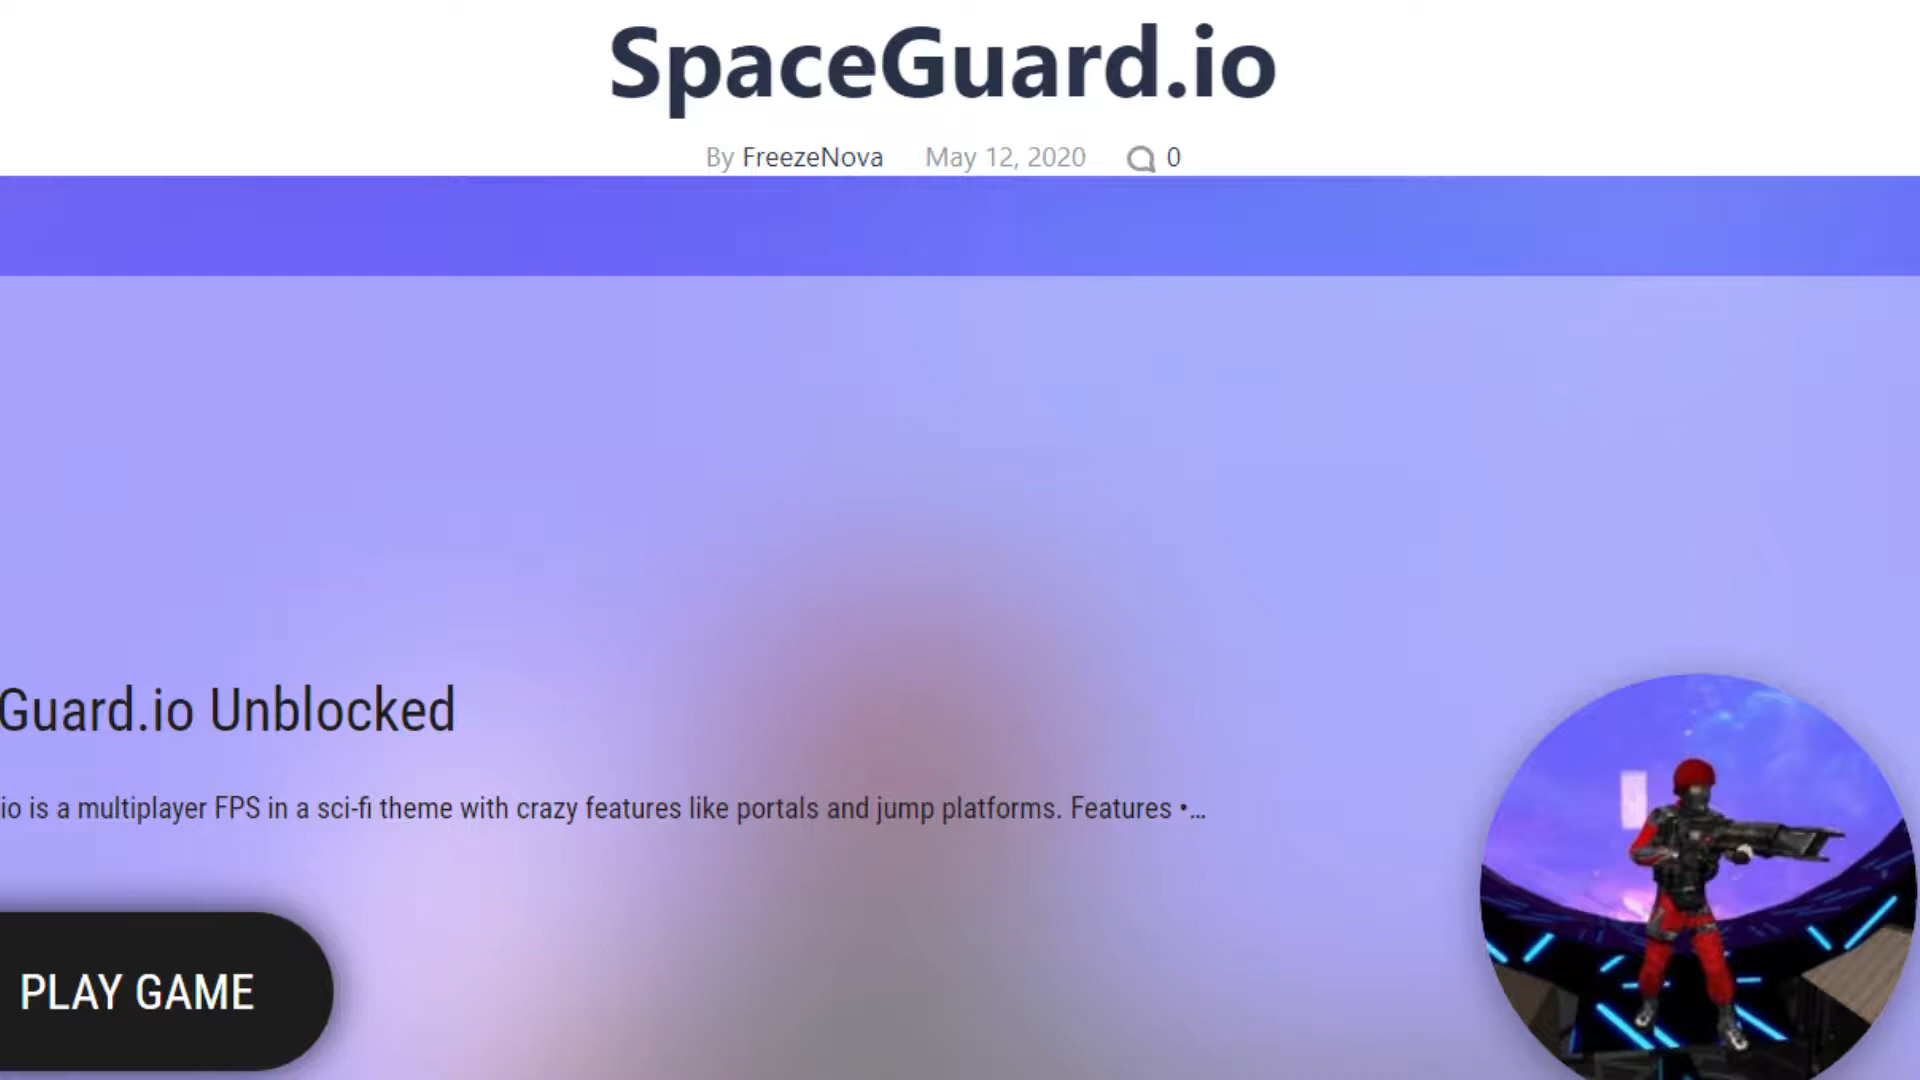 SpaceGuard.io
By FreezeNova May 12, 2020 0
Guard.io Unblocked
io is a multiplayer FPS in a sci-fi theme with crazy features like portals and jump platforms. Features •...
PLAY GAME